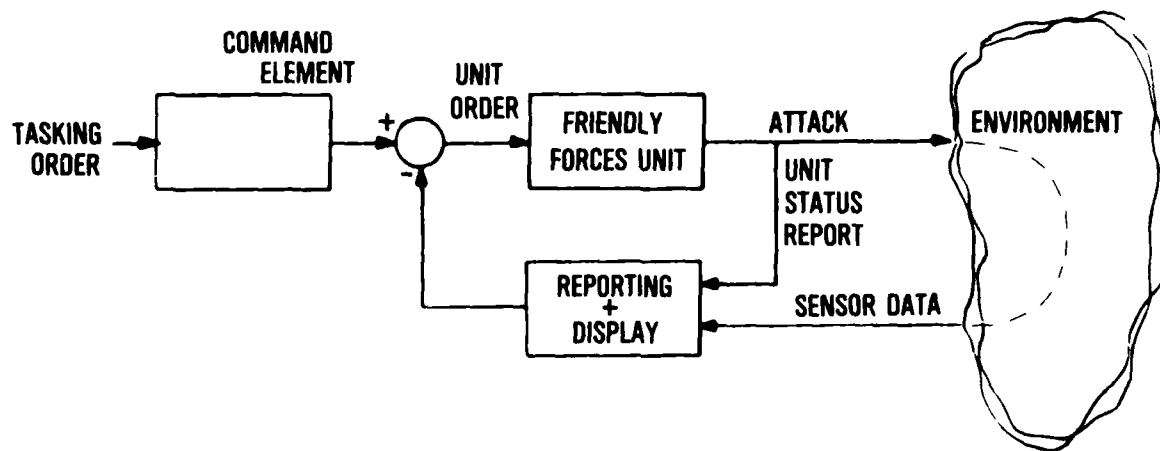 COMMAND
ELEMENT
TASKING
ORDER
+
-
UNIT
ORDER
FRIENDLY
FORCES UNIT
ATTACK
ENVIRONMENT
UNIT
STATUS
REPORT
REPORTING
+
DISPLAY
SENSOR DATA